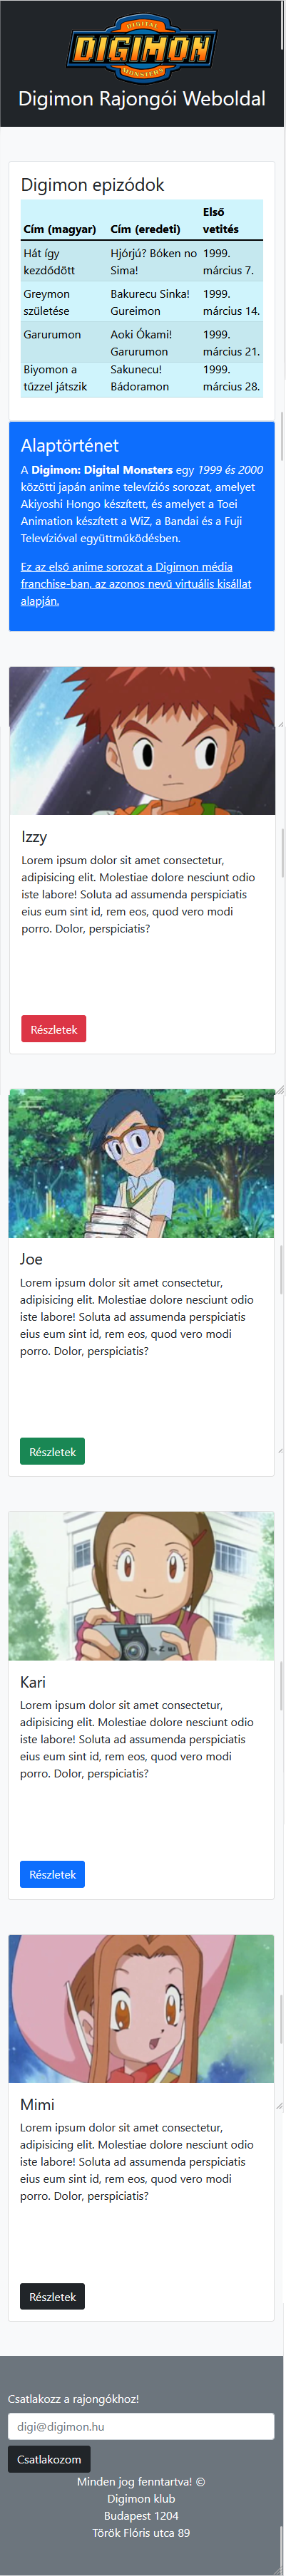 DIGITAL
DIGIMON
MONSTERS
Digimon Rajongói Weboldal
Digimon epizódok
Cím (magyar) Cím (eredeti) Első vetítés
Hát így kezdődött Hjórjú? Bóken no Sima! 1999. március 7.
Greymon születése Bakurecu Sinka! Gureimon 1999. március 14.
Garurumon Aoki Ókami! Garurumon 1999. március 21.
Biyomon a tűzzel játszik Sakunecu! Bádoramon 1999. március 28.
Alaptörténet
A Digimon: Digital Monsters egy 1999 és 2000
közötti japán anime televíziós sorozat, amelyet
Akiyoshi Hongo készített, és amelyet a Toei
Animation készített a WiZ, a Bandai és a Fuji
Televízióval együttműködésben.
Ez az első anime sorozat a Digimon média
franchise-ban, az azonos nevű virtuális kisállat
alapján.
Izzy
Lorem ipsum dolor sit amet consectetur,
adipisicing elit. Molestiae dolore nesciunt odio
iste labore! Soluta ad assumenda perspiciatis
eius eum sint id, rem eos, quod vero modi
porro. Dolor, perspiciatis?
Részletek
Joe
Lorem ipsum dolor sit amet consectetur,
adipisicing elit. Molestiae dolore nesciunt odio
iste labore! Soluta ad assumenda perspiciatis
eius eum sint id, rem eos, quod vero modi
porro. Dolor, perspiciatis?
Részletek
Kari
Lorem ipsum dolor sit amet consectetur,
adipisicing elit. Molestiae dolore nesciunt odio
iste labore! Soluta ad assumenda perspiciatis
eius eum sint id, rem eos, quod vero modi
porro. Dolor, perspiciatis?
Részletek
Mimi
Lorem ipsum dolor sit amet consectetur,
adipisicing elit. Molestiae dolore nesciunt odio
iste labore! Soluta ad assumenda perspiciatis
eius eum sint id, rem eos, quod vero modi
porro. Dolor, perspiciatis?
Részletek
Csatlakozz a rajongókhoz!
digi@digimon.hu
Csatlakozom
Minden jog fenntartva! ©
Digimon klub
Budapest 1204
Török Flóris utca 89